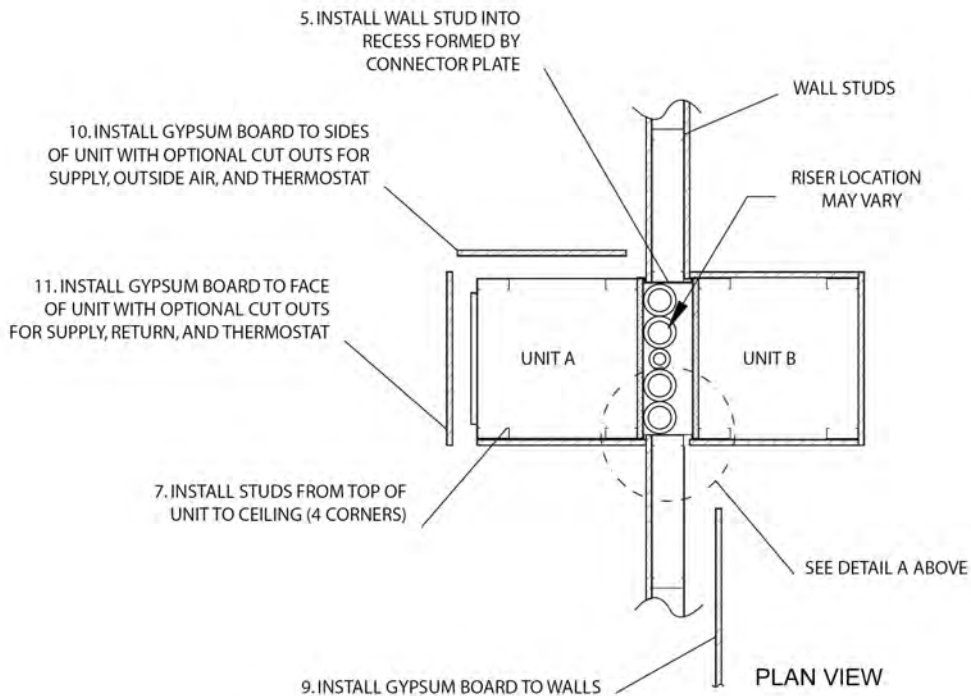 5. INSTALL WALL STUD INTO
RECESS FORMED BY
CONNECTOR PLATE
WALL STUDS
10. INSTALL GYPSUM BOARD TO SIDES
OF UNIT WITH OPTIONAL CUT OUTS FOR
SUPPLY, OUTSIDE AIR, AND THERMOSTAT
RISER LOCATION
MAY VARY
11. INSTALL GYPSUM BOARD TO FACE
OF UNIT WITH OPTIONAL CUT OUTS
FOR SUPPLY, RETURN, AND THERMOSTAT
UNIT A
UNIT B
7. INSTALL STUDS FROM TOP OF
UNIT TO CEILING (4 CORNERS)
SEE DETAIL A ABOVE
9. INSTALL GYPSUM BOARD TO WALLS
PLAN VIEW